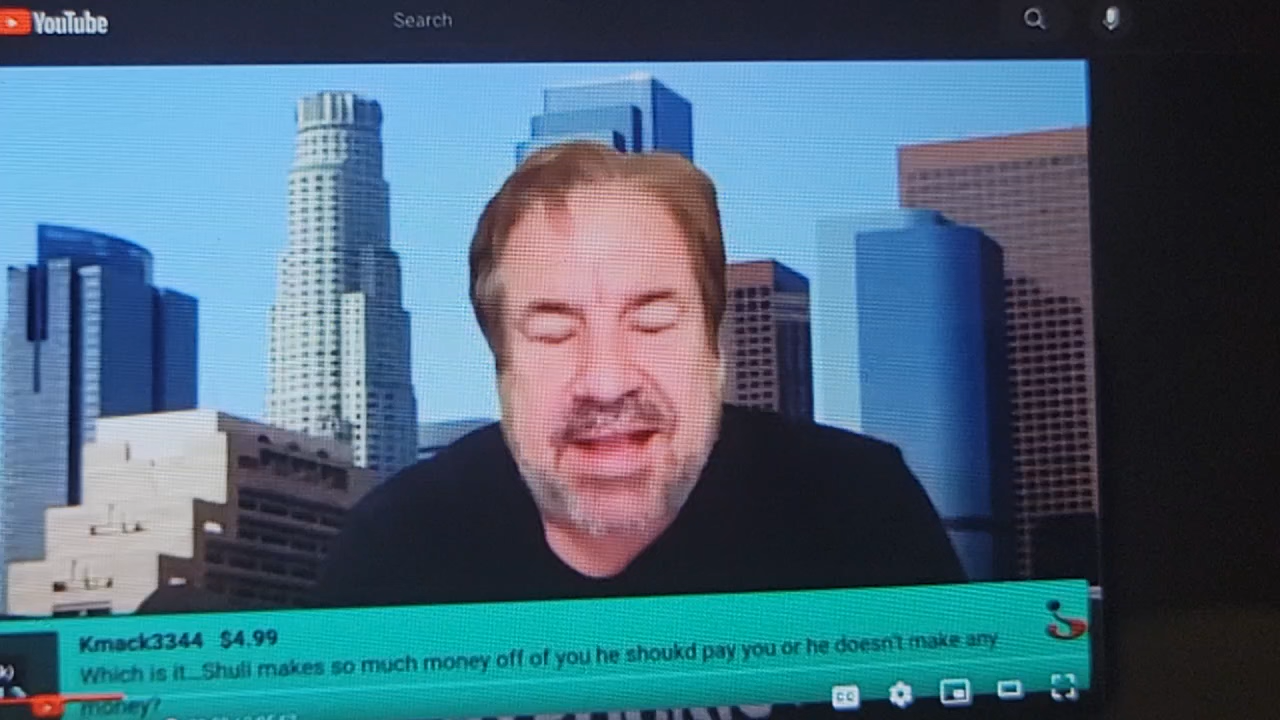 YouTube
Search
Kmack3344 $4.99
Which is it...Shuli makes so much money off of you he shoukd pay you or he doesn't make any
money?
CC